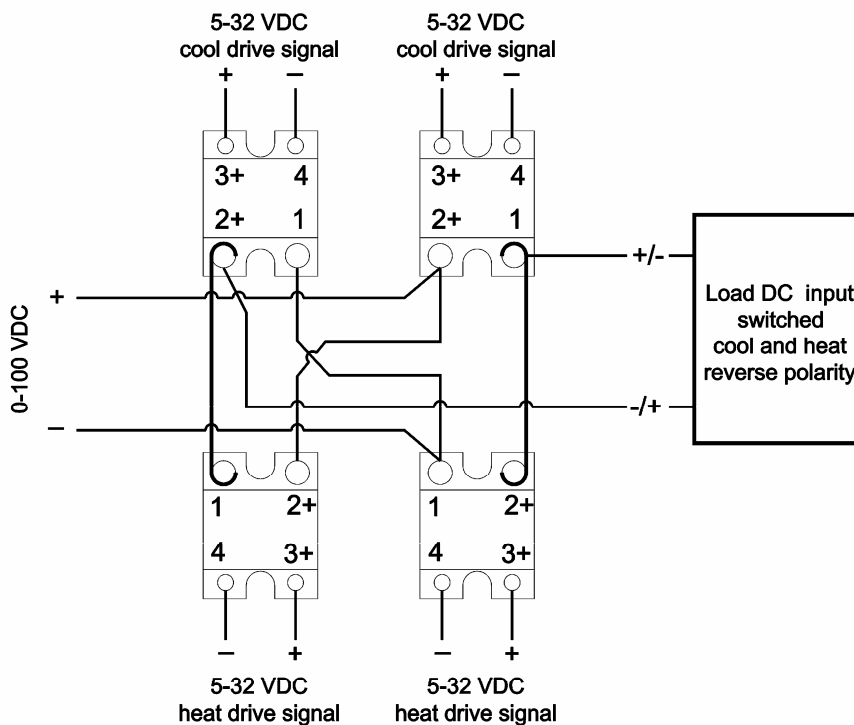 5-32 VDC
cool drive signal
+ −
5-32 VDC
cool drive signal
+ −
3+ 4
2+ 1
3+ 4
2+ 1
+/-
+
0-100 VDC
−
Load DC input
switched
cool and heat
reverse polarity
-/+
1 2+
4 3+
1 2+
4 3+
− +
5-32 VDC
heat drive signal
− +
5-32 VDC
heat drive signal